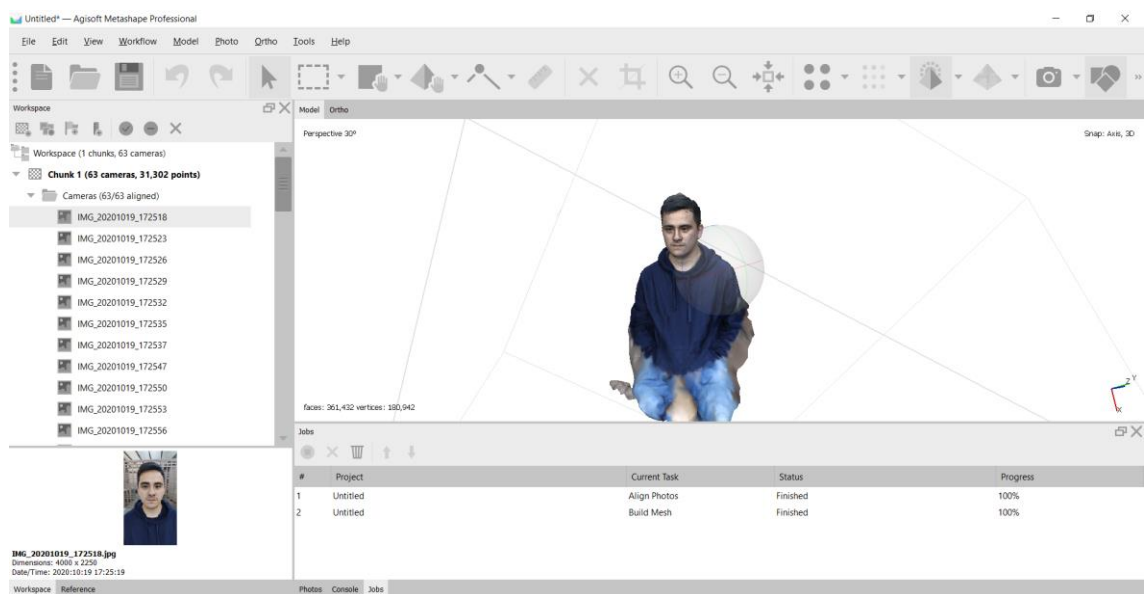 Untitled* — Agisoft Metashape Professional
File Edit View Workflow Model Photo Ortho Tools Help
Workspace
Model Ortho
Perspective 30°
Snap: Axis, 3D
Workspace (1 chunks, 63 cameras)
Chunk 1 (63 cameras, 31,302 points)
Cameras (63/63 aligned)
IMG_20201019_172518
IMG_20201019_172523
IMG_20201019_172526
IMG_20201019_172529
IMG_20201019_172532
IMG_20201019_172535
IMG_20201019_172537
IMG_20201019_172547
IMG_20201019_172550
IMG_20201019_172553
IMG_20201019_172556
faces: 361,432 vertices: 180,942
Z Y
X
Jobs
# Project Current Task Status Progress
1 Untitled Align Photos Finished 100%
2 Untitled Build Mesh Finished 100%
IMG_20201019_172518.jpg
Dimensions: 4000 x 2250
Date/Time: 2020:10:19 17:25:19
Workspace Reference
Photos Console Jobs